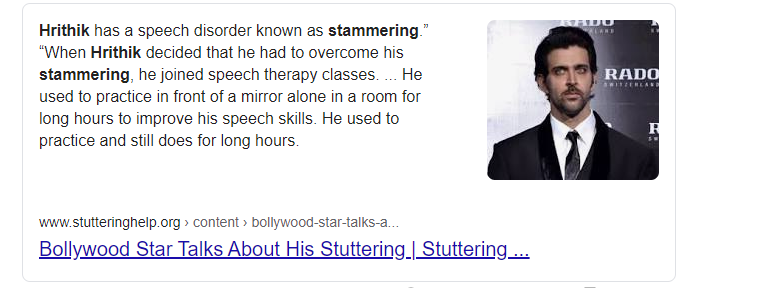 Hrithik has a speech disorder known as stammering.”
“When Hrithik decided that he had to overcome his
stammering, he joined speech therapy classes. ... He
used to practice in front of a mirror alone in a room for
long hours to improve his speech skills. He used to
practice and still does for long hours.
RADO
SWITZERLAND
RADO
SWITZERLAND
www.stutteringhelp.org › content › bollywood-star-talks-a...
Bollywood Star Talks About His Stuttering | Stuttering ...